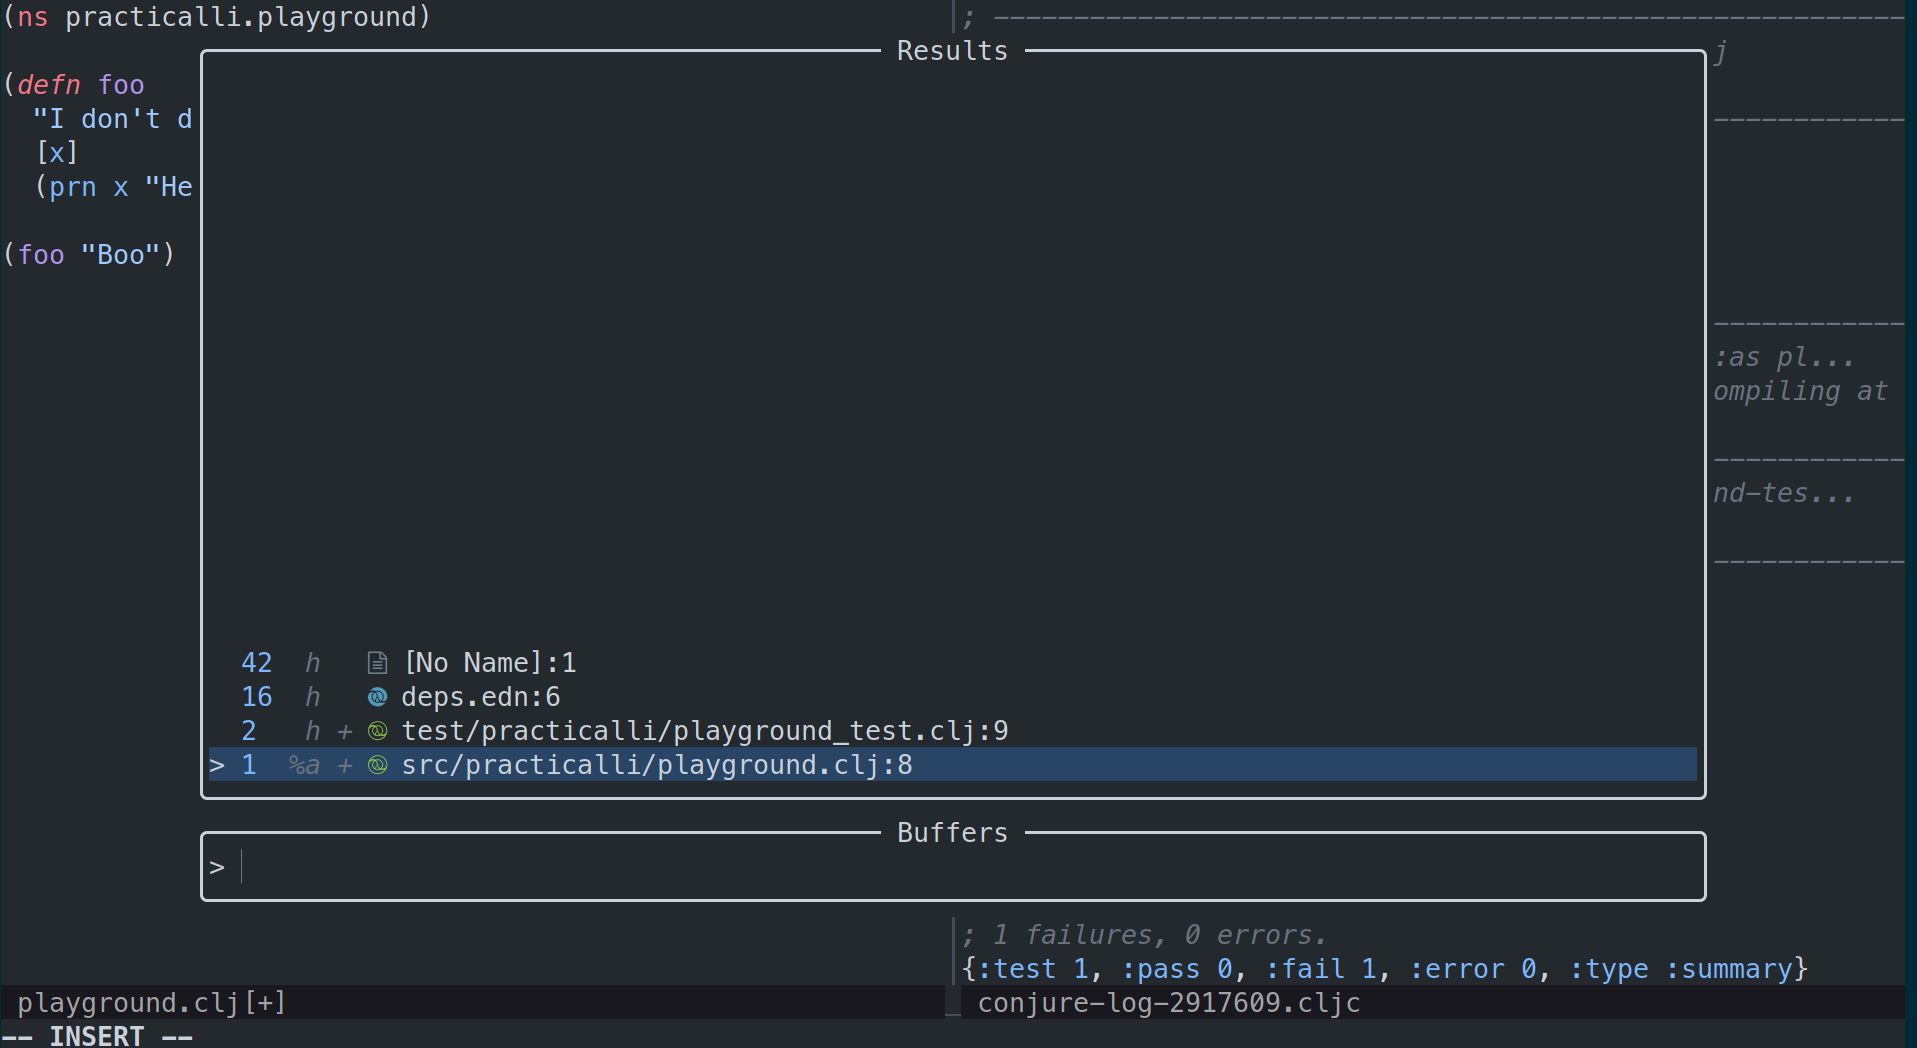 (ns practicalli.playground)
(defn foo
"I don't d
[x]
(prn x "He
(foo "Boo")
; ------------------------------------------------------------
j
:as pl...
ompiling at
nd-tes...
Results
42 h [No Name]:1
16 h deps.edn:6
2 h + test/practicalli/playground_test.clj:9
> 1 %a + src/practicalli/playground.clj:8
Buffers
>
; 1 failures, 0 errors.
{:test 1, :pass 0, :fail 1, :error 0, :type :summary}
playground.clj[+]
conjure-log-2917609.cljc
-- INSERT --